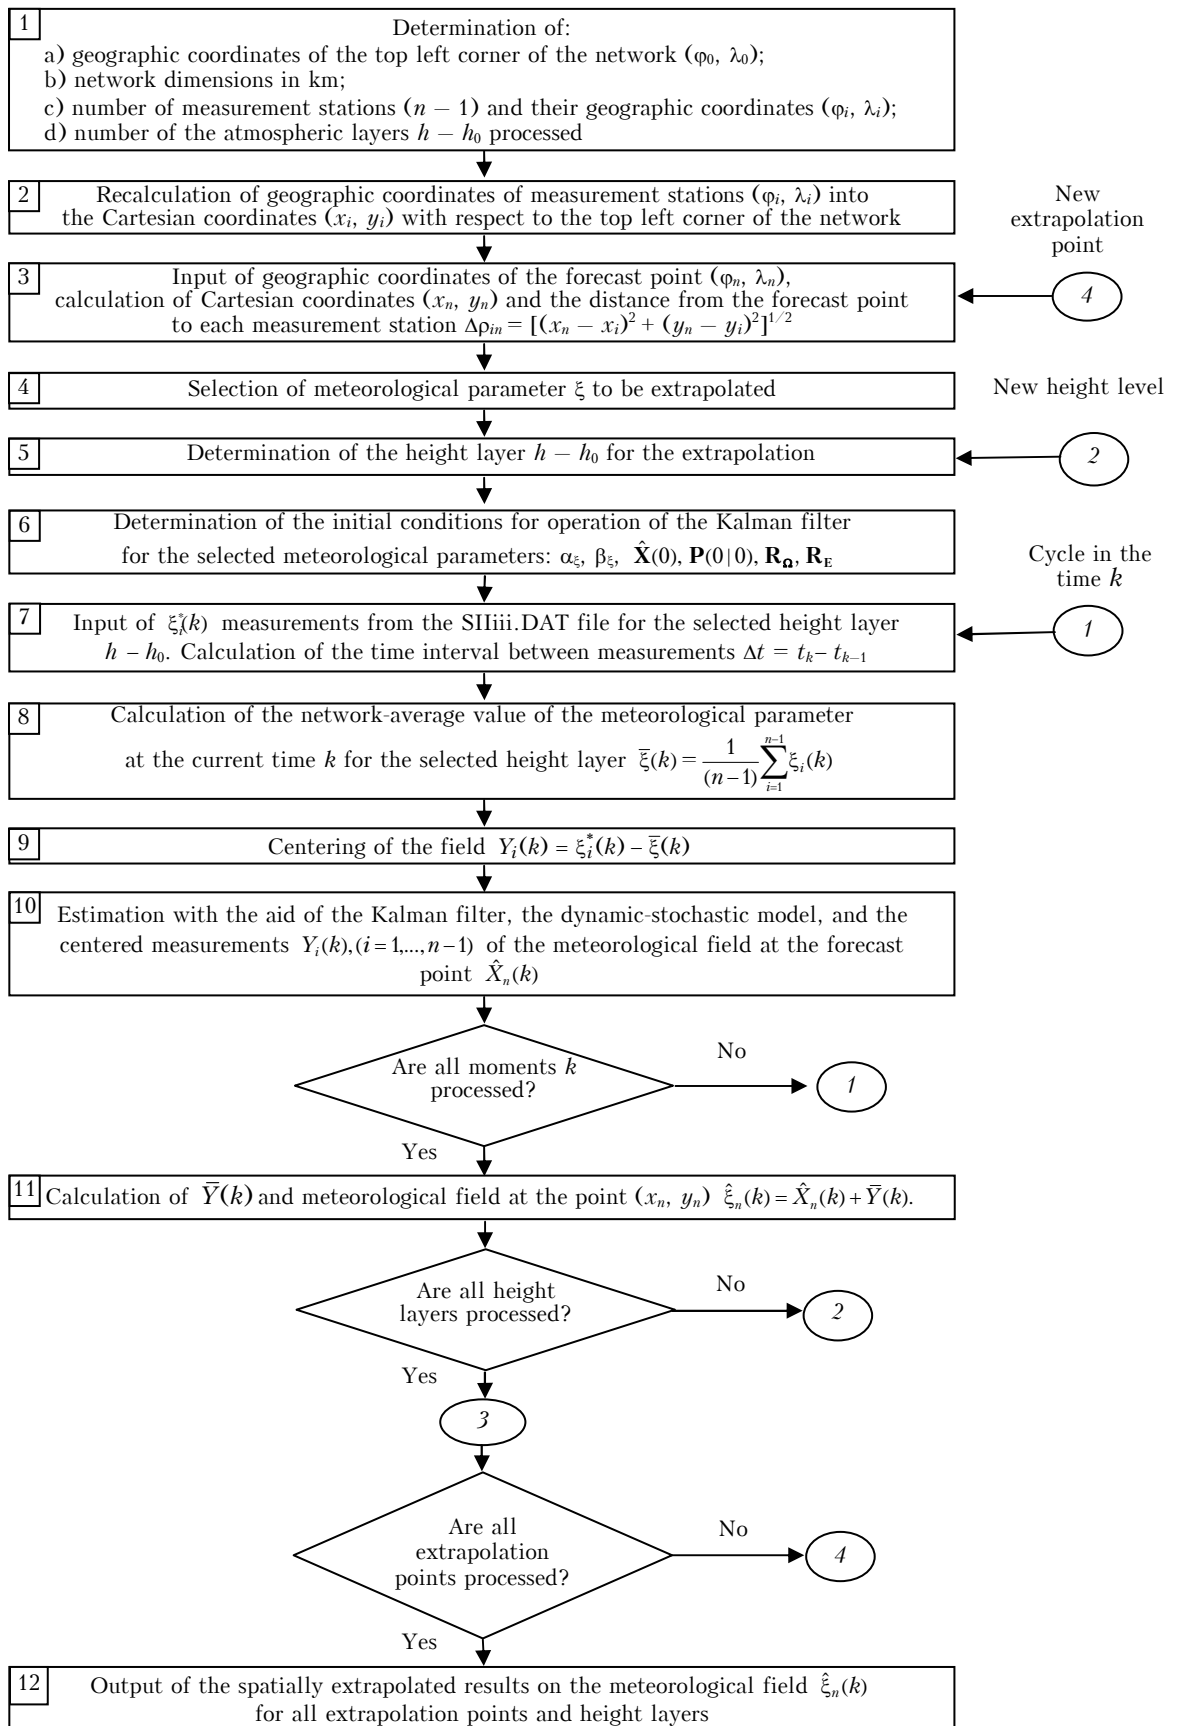 1
Determination of:
a) geographic coordinates of the top left corner of the network (φ₀, λ₀);
b) network dimensions in km;
c) number of measurement stations (n − 1) and their geographic coordinates (φᵢ, λᵢ);
d) number of the atmospheric layers h − h₀ processed
2
Recalculation of geographic coordinates of measurement stations (φᵢ, λᵢ) into
the Cartesian coordinates (xᵢ, yᵢ) with respect to the top left corner of the network
New
extrapolation
point
3
Input of geographic coordinates of the forecast point (φₙ, λₙ),
calculation of Cartesian coordinates (xₙ, yₙ) and the distance from the forecast point
to each measurement station Δρᵢₙ = [(xₙ − xᵢ)² + (yₙ − yᵢ)²]^1/2
4
4
Selection of meteorological parameter ξ to be extrapolated
New height level
5
Determination of the height layer h − h₀ for the extrapolation
2
6
Determination of the initial conditions for operation of the Kalman filter
for the selected meteorological parameters: α_ξ, β_ξ, X̂(0), P(0|0), R_Ω, R_E
Cycle in the
time k
7
Input of ξᵢ*(k) measurements from the SIIiii.DAT file for the selected height layer
h − h₀. Calculation of the time interval between measurements Δt = tₖ− tₖ₋₁
1
8
Calculation of the network-average value of the meteorological parameter
at the current time k for the selected height layer ξ̄(k) = 1/(n−1) ∑_{i=1}^{n−1} ξᵢ(k)
9
Centering of the field Yᵢ(k) = ξᵢ*(k) − ξ̄(k)
10
Estimation with the aid of the Kalman filter, the dynamic-stochastic model, and the
centered measurements Yᵢ(k),(i = 1,..., n−1) of the meteorological field at the forecast
point X̂ₙ(k)
Are all moments k
processed?
No
1
Yes
11
Calculation of Ȳ(k) and meteorological field at the point (xₙ, yₙ) ξ̂ₙ(k) = X̂ₙ(k) + Ȳ(k).
Are all height
layers processed?
No
2
Yes
3
Are all
extrapolation
points processed?
No
4
Yes
12
Output of the spatially extrapolated results on the meteorological field ξ̂ₙ(k)
for all extrapolation points and height layers